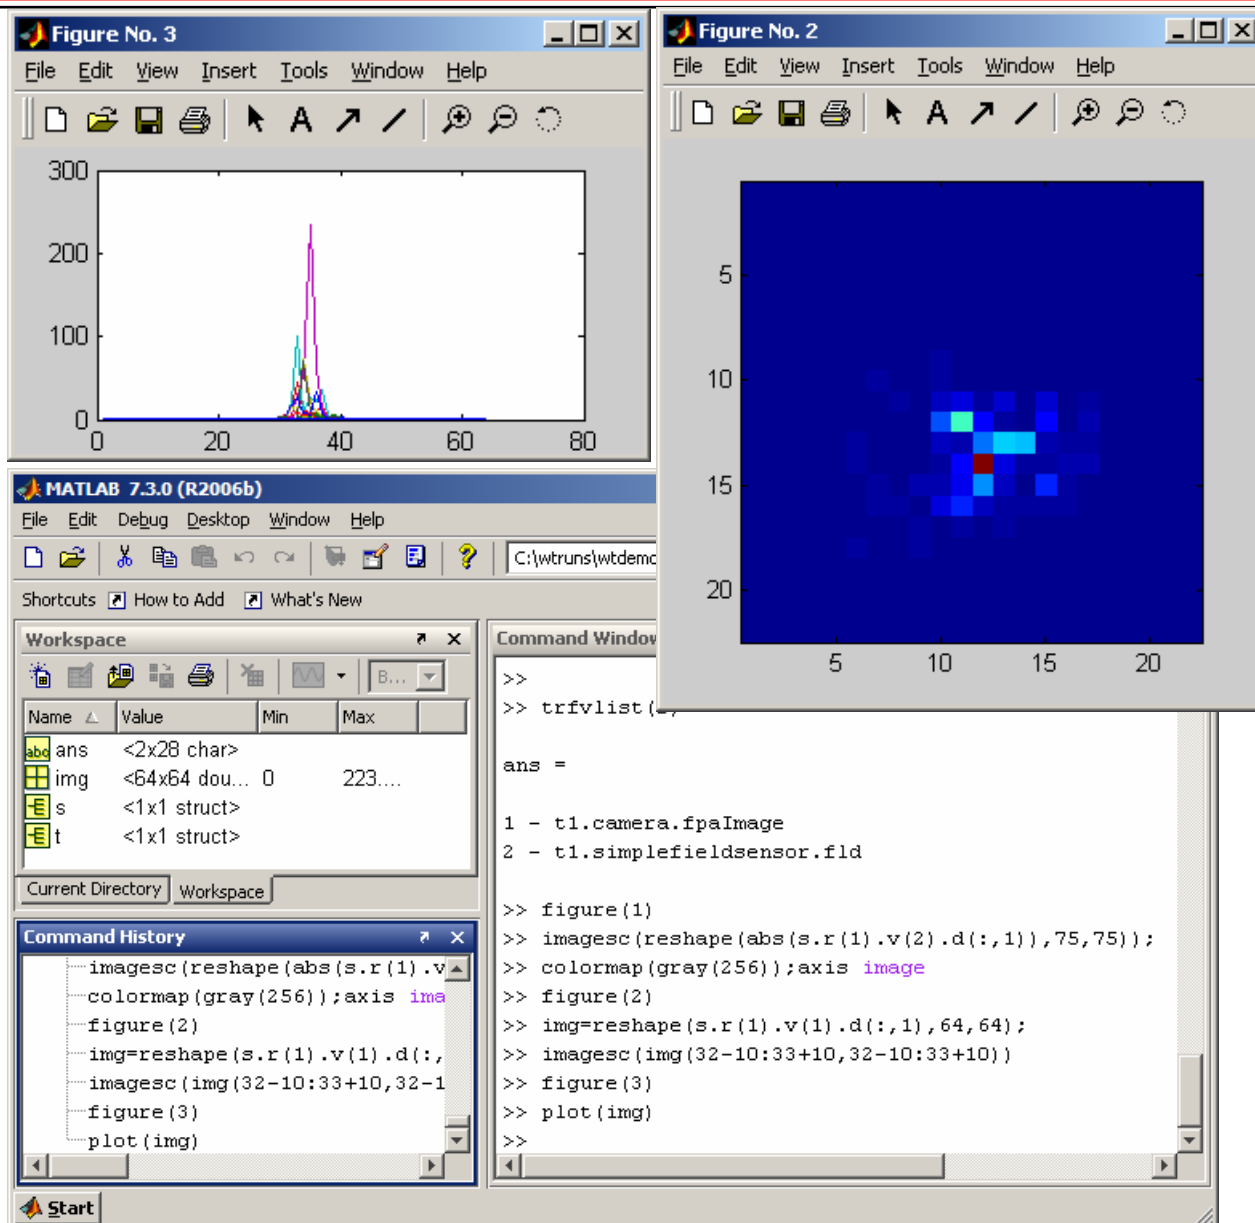 Figure No. 3
File Edit View Insert Tools Window Help
300
200
100
0
0 20 40 60 80
Figure No. 2
File Edit View Insert Tools Window Help
5
10
15
20
5 10 15 20
MATLAB 7.3.0 (R2006b)
File Edit Debug Desktop Window Help
C:\wtruns\wtdemo
Shortcuts How to Add What's New
Workspace
B...
Name Value Min Max
abc ans <2x28 char>
img <64x64 dou... 0 223....
s <1x1 struct>
t <1x1 struct>
Current Directory Workspace
Command History
imagesc(reshape(abs(s.r(1).v
colormap(gray(256));axis ima
figure(2)
img=reshape(s.r(1).v(1).d(:,
imagesc(img(32-10:33+10,32-1
figure(3)
plot(img)
Command Window
>>
>> trfvlist(
ans =
1 - t1.camera.fpaImage
2 - t1.simplefieldsensor.fld
>> figure(1)
>> imagesc(reshape(abs(s.r(1).v(2).d(:,1)),75,75));
>> colormap(gray(256));axis image
>> figure(2)
>> img=reshape(s.r(1).v(1).d(:,1),64,64);
>> imagesc(img(32-10:33+10,32-10:33+10))
>> figure(3)
>> plot(img)
>>
Start